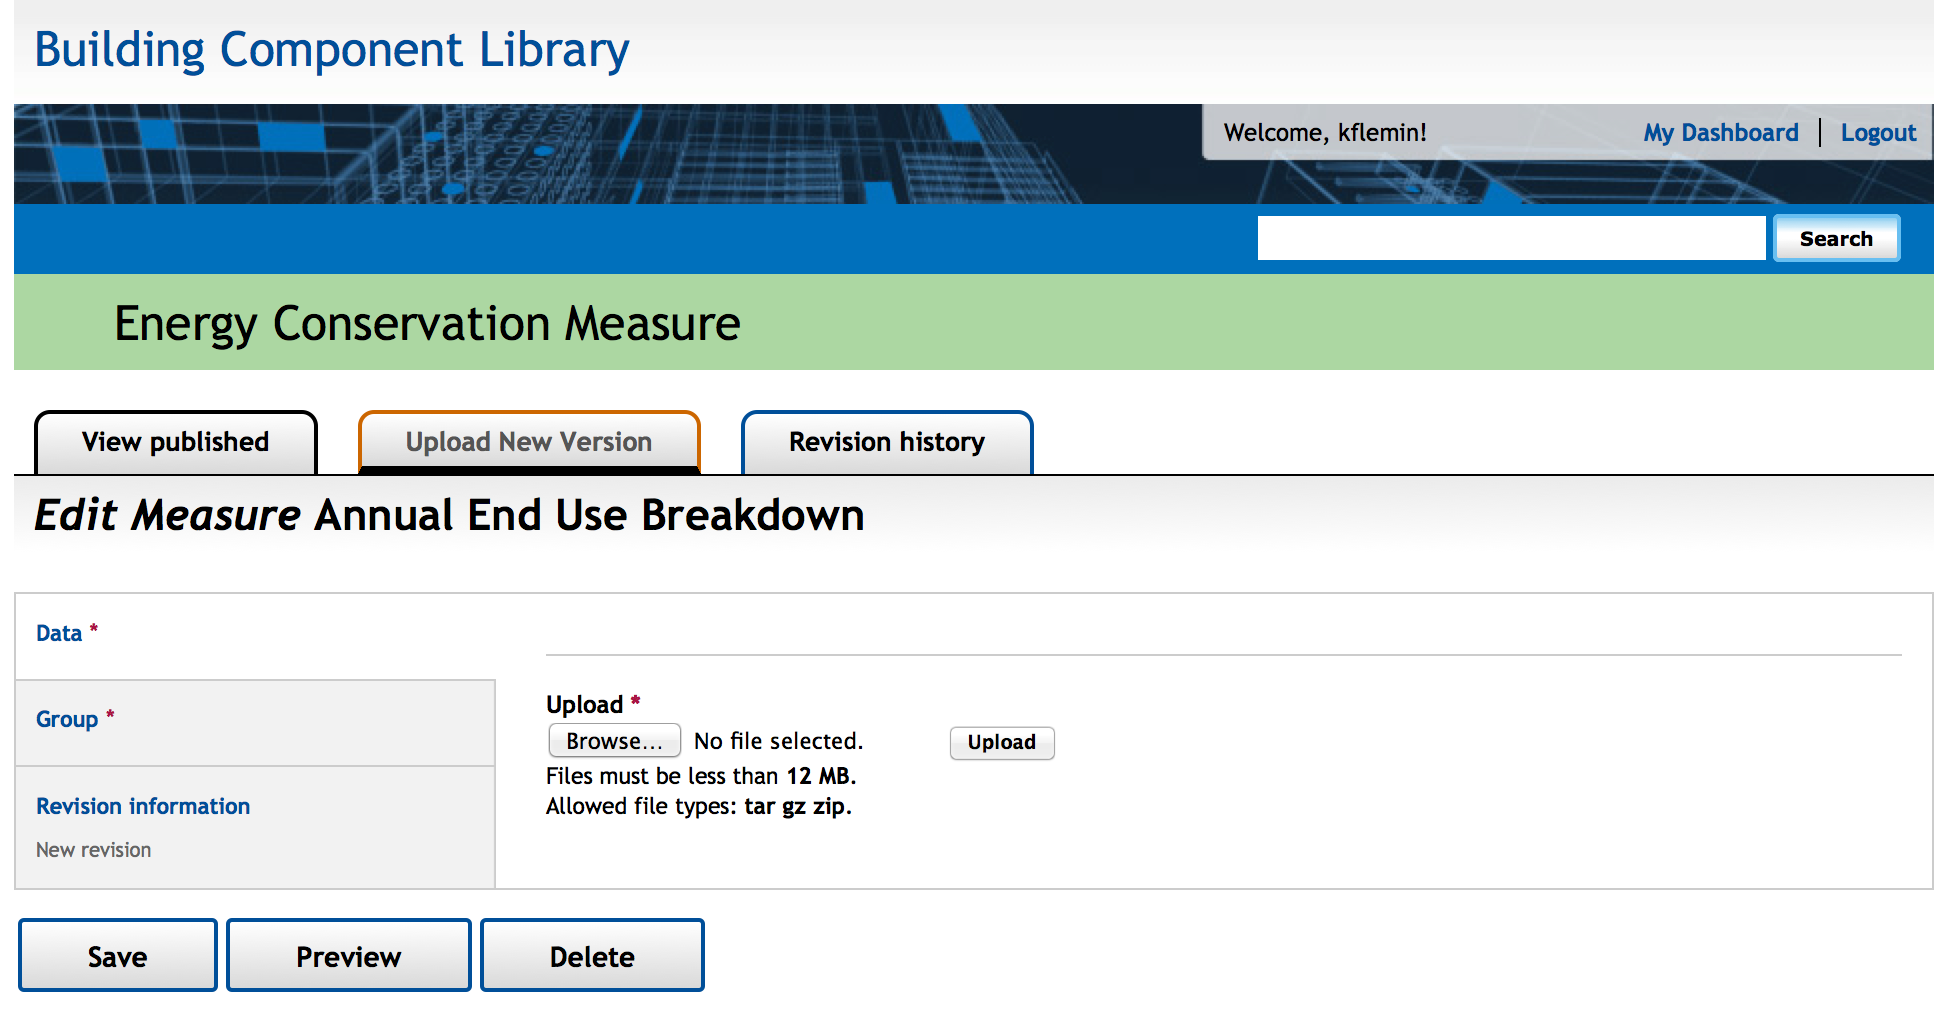 Building Component Library
Welcome, kflemin! My Dashboard | Logout
Search
Energy Conservation Measure
View published Upload New Version Revision history
Edit Measure Annual End Use Breakdown
Data *
Group *
Revision information
New revision
Upload *
Browse... No file selected. Upload
Files must be less than 12 MB.
Allowed file types: tar gz zip.
Save Preview Delete